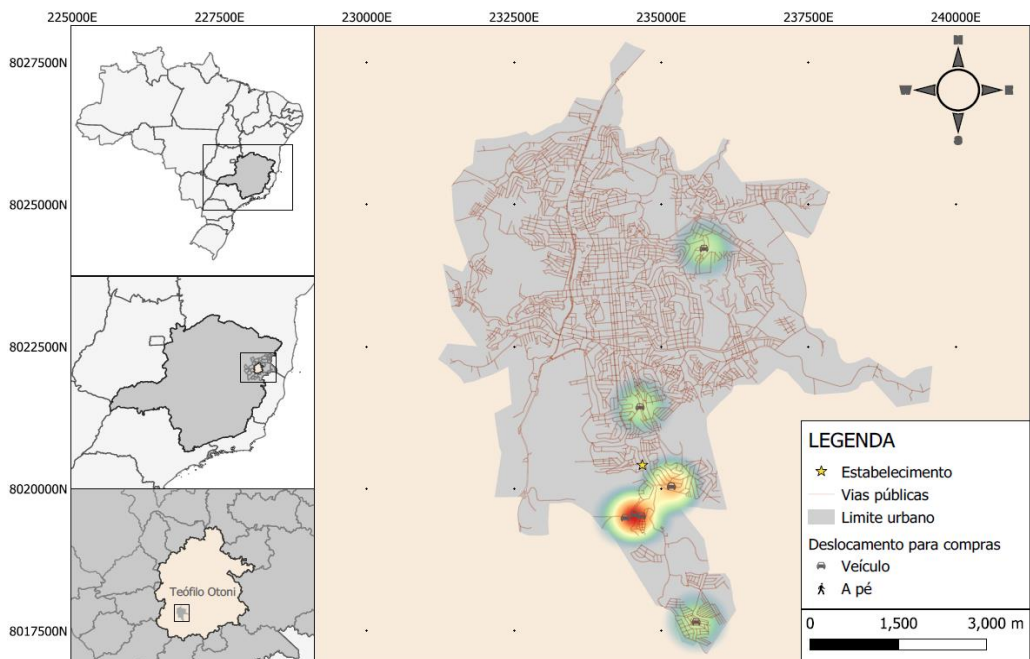 225000E 227500E 230000E 232500E 235000E 237500E 240000E
8027500N
8025000N
8022500N
8020000N
8017500N
N
W
E
S
Teófilo Otoni
LEGENDA
Estabelecimento
Vias públicas
Limite urbano
Deslocamento para compras
Veículo
A pé
0 1,500 3,000 m